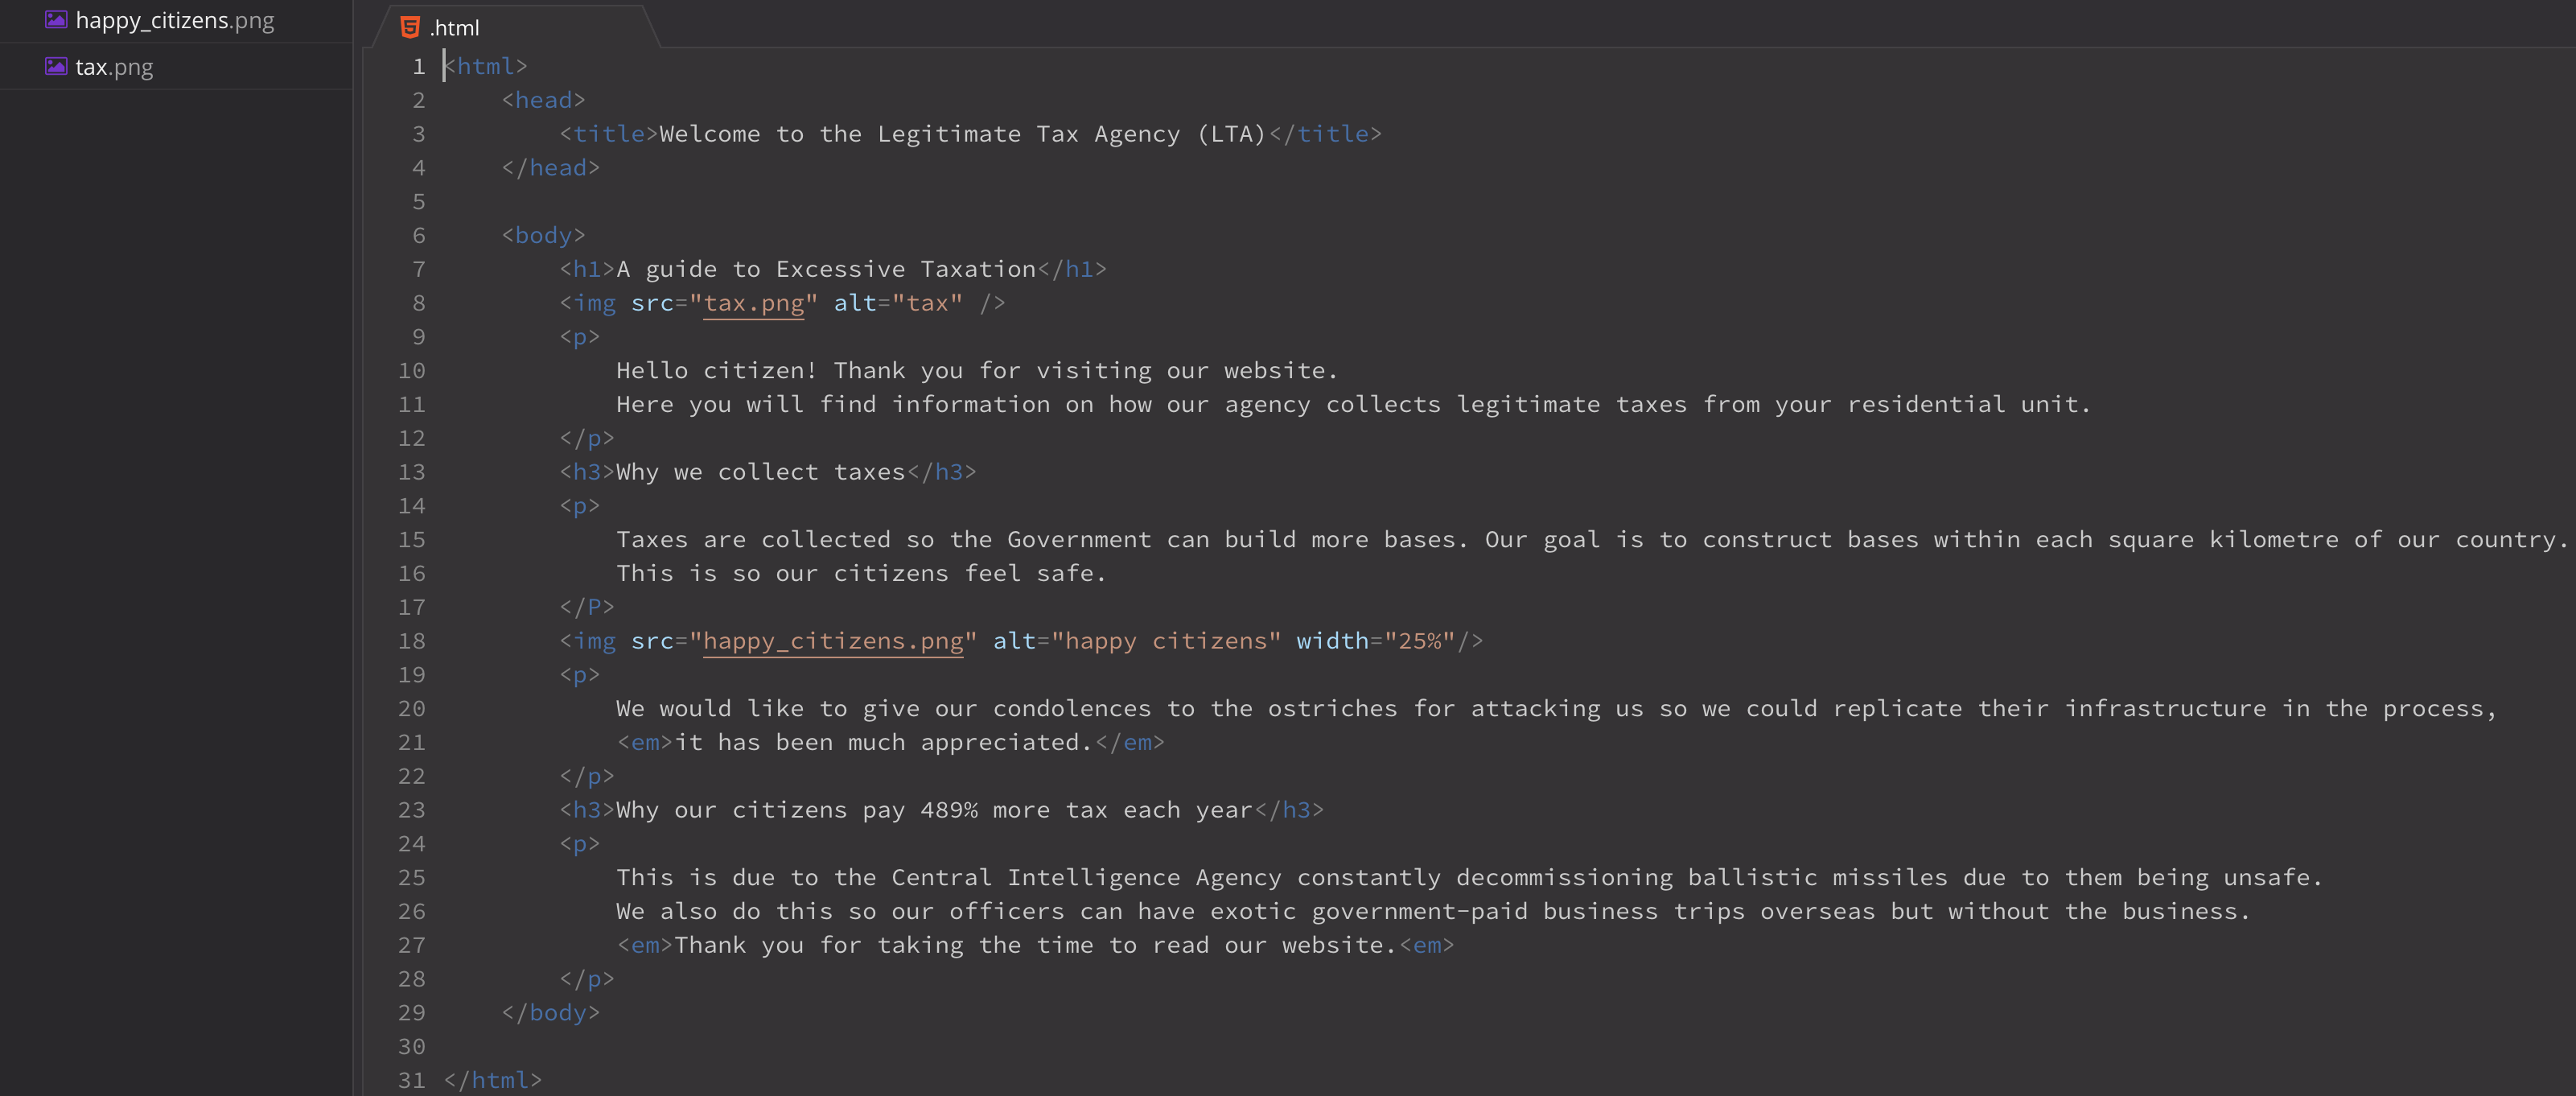 happy_citizens.png
tax.png
.html
1 <html>
2     <head>
3         <title>Welcome to the Legitimate Tax Agency (LTA)</title>
4     </head>
5
6     <body>
7         <h1>A guide to Excessive Taxation</h1>
8         <img src="tax.png" alt="tax" />
9         <p>
10             Hello citizen! Thank you for visiting our website.
11             Here you will find information on how our agency collects legitimate taxes from your residential unit.
12         </p>
13         <h3>Why we collect taxes</h3>
14         <p>
15             Taxes are collected so the Government can build more bases. Our goal is to construct bases within each square kilometre of our country.
16             This is so our citizens feel safe.
17         </P>
18         <img src="happy_citizens.png" alt="happy citizens" width="25%"/>
19         <p>
20             We would like to give our condolences to the ostriches for attacking us so we could replicate their infrastructure in the process,
21             <em>it has been much appreciated.</em>
22         </p>
23         <h3>Why our citizens pay 489% more tax each year</h3>
24         <p>
25             This is due to the Central Intelligence Agency constantly decommissioning ballistic missiles due to them being unsafe.
26             We also do this so our officers can have exotic government-paid business trips overseas but without the business.
27             <em>Thank you for taking the time to read our website.<em>
28         </p>
29     </body>
30
31 </html>